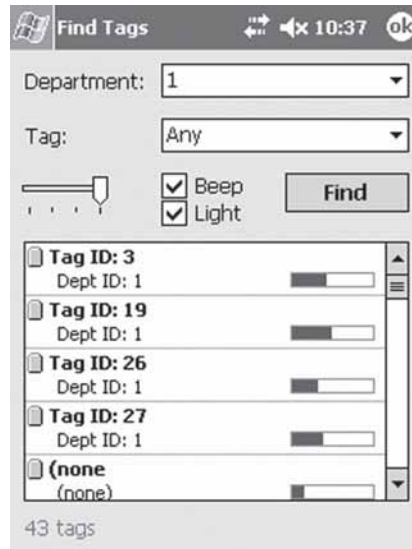 Find Tags 10:37 ok
Department: 1
Tag: Any
Beep
Light
Find
Tag ID: 3
Dept ID: 1
Tag ID: 19
Dept ID: 1
Tag ID: 26
Dept ID: 1
Tag ID: 27
Dept ID: 1
(none
(none)
43 tags